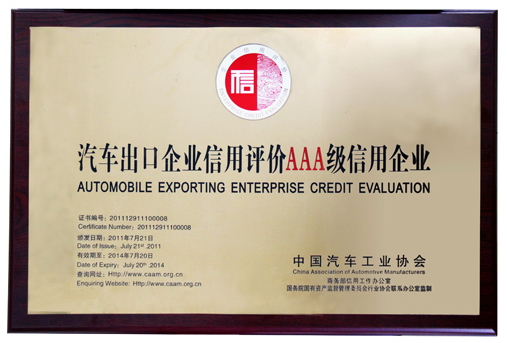 信
汽车出口企业信用评价AAA级信用企业
AUTOMOBILE EXPORTING ENTERPRISE CREDIT EVALUATION
证书编号：201112911100008
Certificate Number: 201112911100008
颁发日期：2011年7月21日
Date of Issue: July 21st .2011
有效期至：2014年7月20日
Date of Expiry: July 20th .2014
查询网址：Http://www.caam.org.cn
Enquiring Website: Http://www.caam.org.cn
中国汽车工业协会
China Association of Automotive Manufacturers
商务部信用工作办公室
国务院国有资产监督管理委员会行业协会联系办公室监制